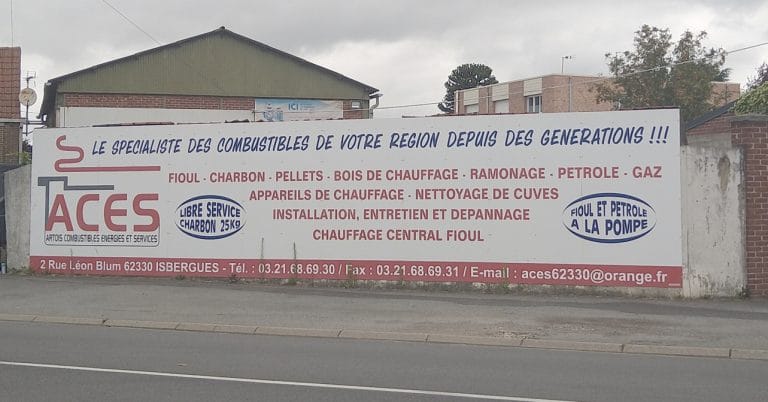 ICI
LE SPECIALISTE DES COMBUSTIBLES DE VOTRE REGION DEPUIS DES GENERATIONS !!!
FIOUL - CHARBON - PELLETS - BOIS DE CHAUFFAGE - RAMONAGE - PETROLE - GAZ
APPAREILS DE CHAUFFAGE - NETTOYAGE DE CUVES
INSTALLATION, ENTRETIEN ET DEPANNAGE
CHAUFFAGE CENTRAL FIOUL
ACES
ARTOIS COMBUSTIBLES ENERGIES ET SERVICES
LIBRE SERVICE
CHARBON 25Kg
FIOUL ET PETROLE
A LA POMPE
2 Rue Léon Blum 62330 ISBERGUES - Tél. : 03.21.68.69.30 / Fax : 03.21.68.69.31 / E-mail : aces62330@orange.fr